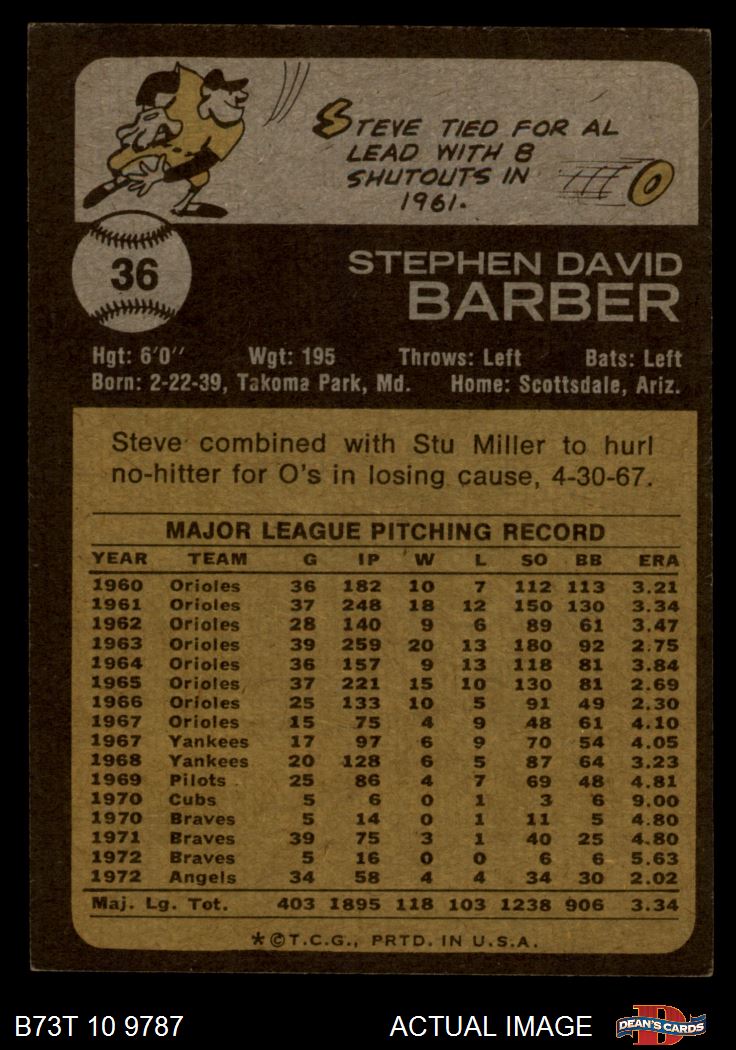 STEVE TIED FOR AL
LEAD WITH 8
SHUTOUTS IN
1961.
0
36
STEPHEN DAVID
BARBER
Hgt: 6'0'' Wgt: 195 Throws: Left Bats: Left
Born: 2-22-39, Takoma Park, Md. Home: Scottsdale, Ariz.
Steve combined with Stu Miller to hurl
no-hitter for O's in losing cause, 4-30-67.
MAJOR LEAGUE PITCHING RECORD
YEAR TEAM G IP W L SO BB ERA
1960 Orioles 36 182 10 7 112 113 3.21
1961 Orioles 37 248 18 12 150 130 3.34
1962 Orioles 28 140 9 6 89 61 3.47
1963 Orioles 39 259 20 13 180 92 2.75
1964 Orioles 36 157 9 13 118 81 3.84
1965 Orioles 37 221 15 10 130 81 2.69
1966 Orioles 25 133 10 5 91 49 2.30
1967 Orioles 15 75 4 9 48 61 4.10
1967 Yankees 17 97 6 9 70 54 4.05
1968 Yankees 20 128 6 5 87 64 3.23
1969 Pilots 25 86 4 7 69 48 4.81
1970 Cubs 5 6 0 1 3 6 9.00
1970 Braves 5 14 0 1 11 5 4.80
1971 Braves 39 75 3 1 40 25 4.80
1972 Braves 5 16 0 0 6 6 5.63
1972 Angels 34 58 4 4 34 30 2.02
Maj. Lg. Tot. 403 1895 118 103 1238 906 3.34
*©T.C.G., PRTD. IN U.S.A.
B73T 10 9787 ACTUAL IMAGE D DEAN'S CARDS